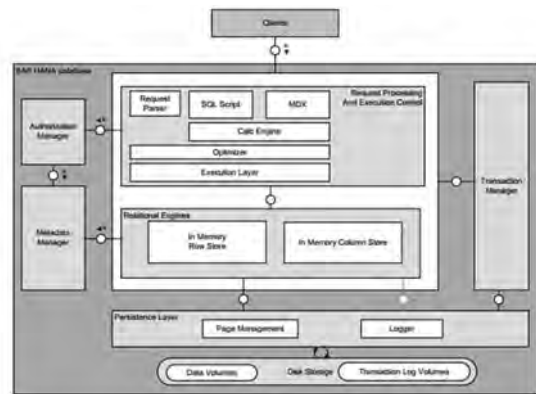 Clients
SAP HANA database
Request Processing
And Execution Control
Request
Parser
SQL Script
MDX
Calc Engine
Optimizer
Execution Layer
Authorization
Manager
Transaction
Manager
Metadata
Manager
Relational Engines
In Memory
Row Store
In Memory Column Store
Persistence Layer
Page Management
Logger
Disk Storage
Data Volumes
Transaction Log Volumes